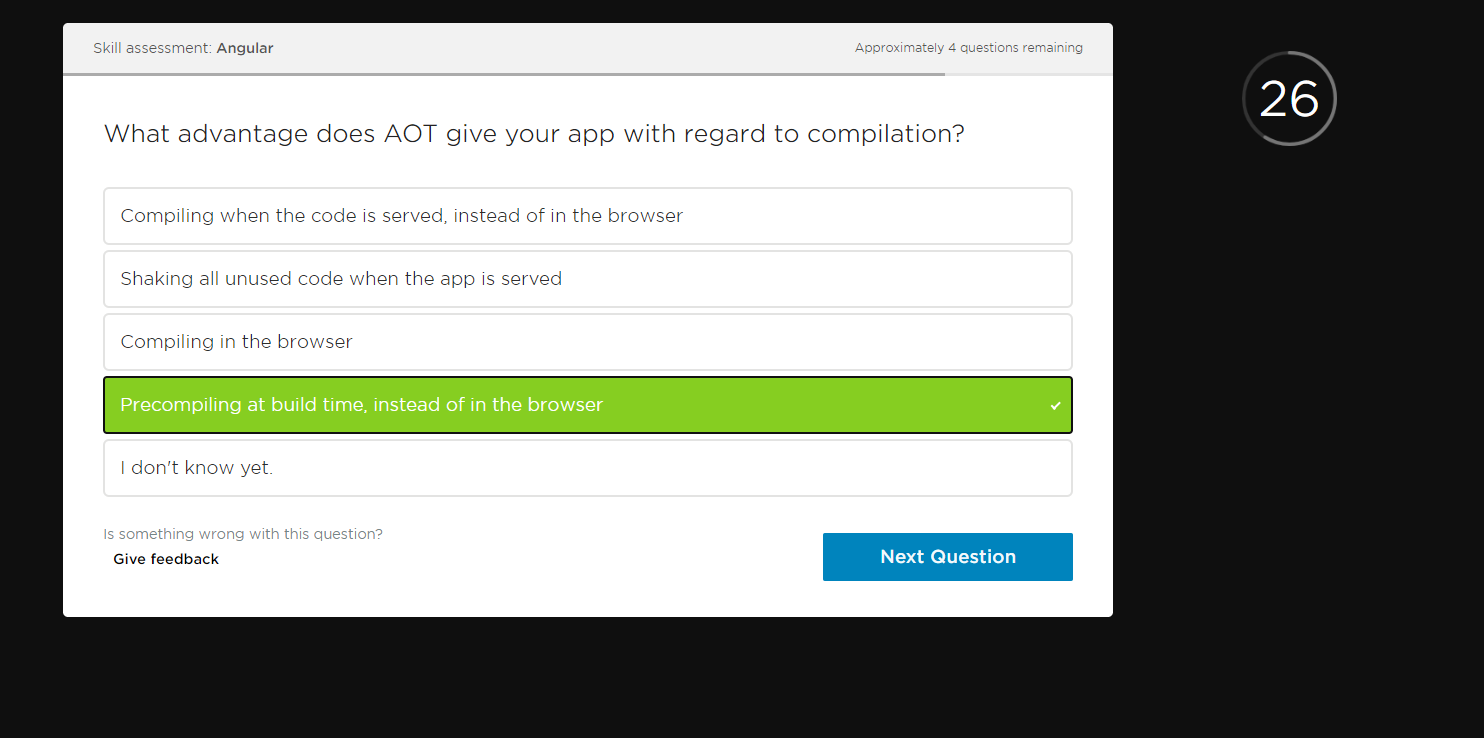 Skill assessment: Angular
Approximately 4 questions remaining
26
What advantage does AOT give your app with regard to compilation?
Compiling when the code is served, instead of in the browser
Shaking all unused code when the app is served
Compiling in the browser
Precompiling at build time, instead of in the browser
I don't know yet.
Is something wrong with this question?
Give feedback
Next Question